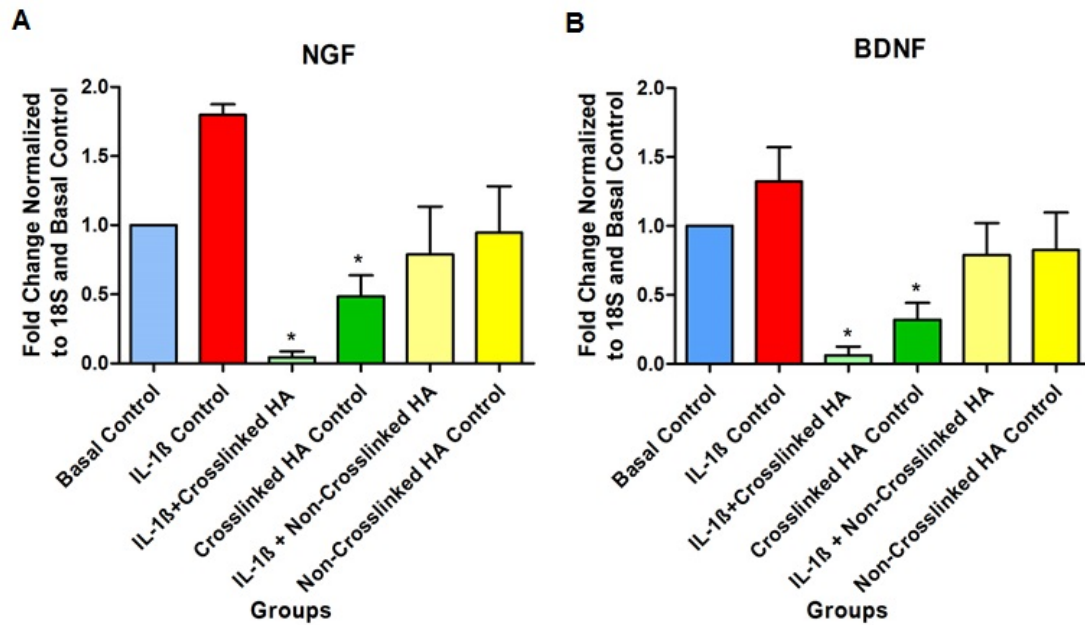 A
NGF
Fold Change Normalized
to 18S and Basal Control
2.0
1.5
1.0
0.5
0.0
*
*
Basal Control
IL-1ß Control
IL-1ß+Crosslinked HA
Crosslinked HA Control
IL-1ß + Non-Crosslinked HA
Non-Crosslinked HA Control
Groups
B
BDNF
Fold Change Normalized
to 18S and Basal Control
2.0
1.5
1.0
0.5
0.0
*
*
Basal Control
IL-1ß Control
IL-1ß+Crosslinked HA
Crosslinked HA Control
IL-1ß + Non-Crosslinked HA
Non-Crosslinked HA Control
Groups